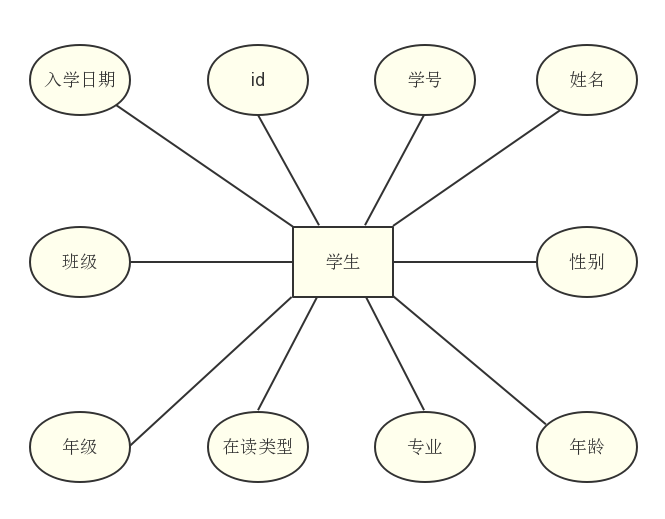 入学日期
id
学号
姓名
班级
学生
性别
年级
在读类型
专业
年龄